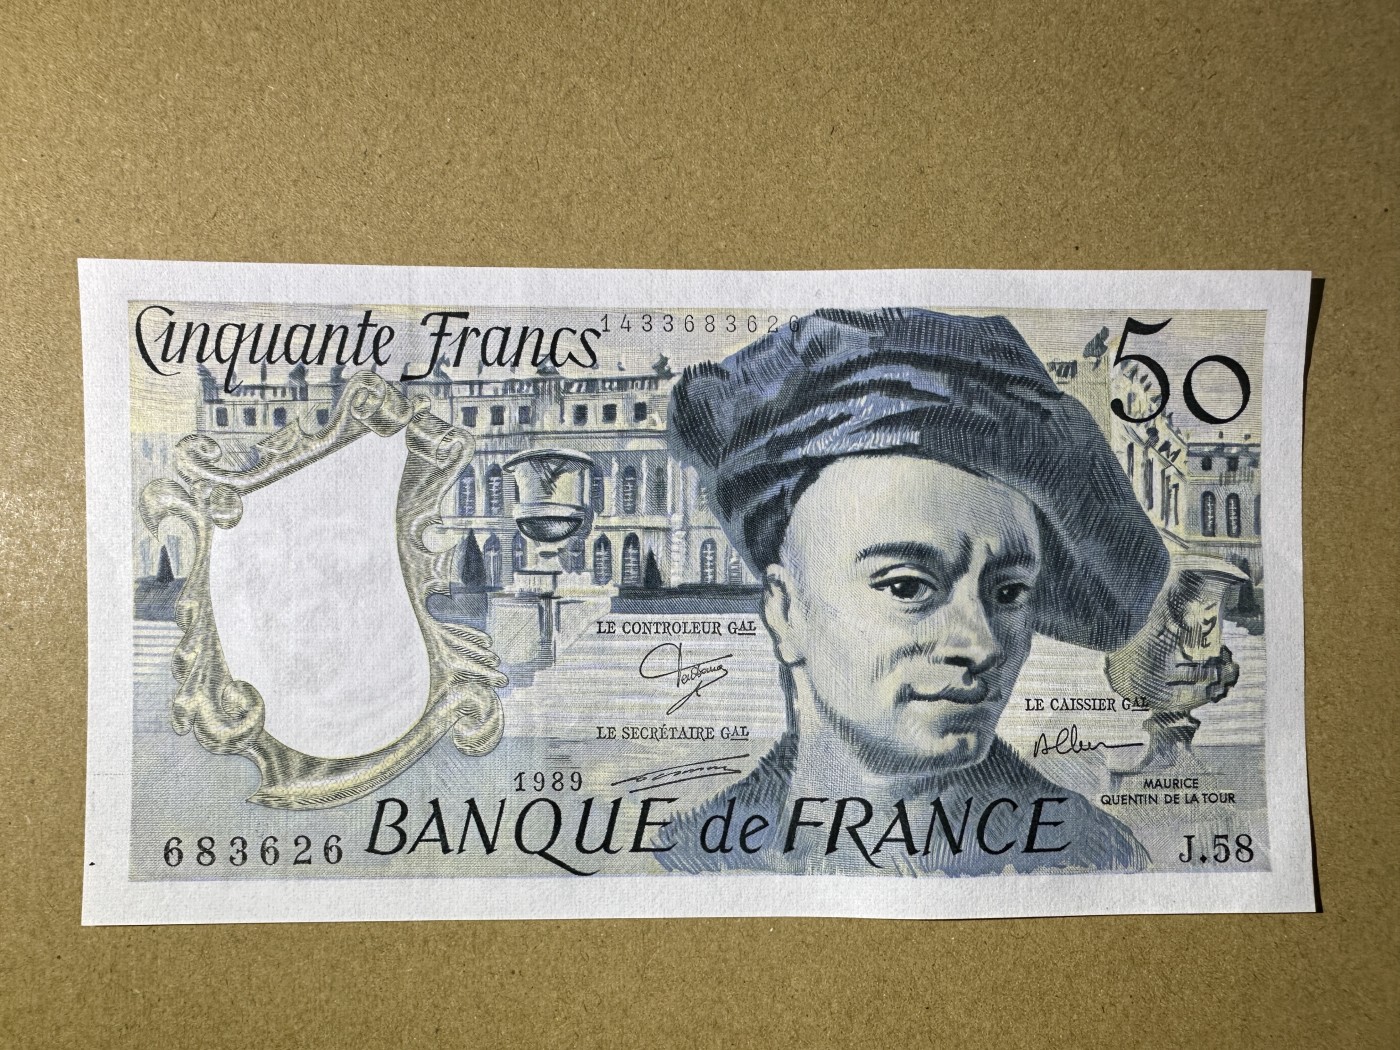 Cinquante Francs
1433683626
50
LE CONTROLEUR GAL
LE SECRÉTAIRE GAL
LE CAISSIER GAL
1989
MAURICE
QUENTIN DE LA TOUR
683626
BANQUE de FRANCE
J.58